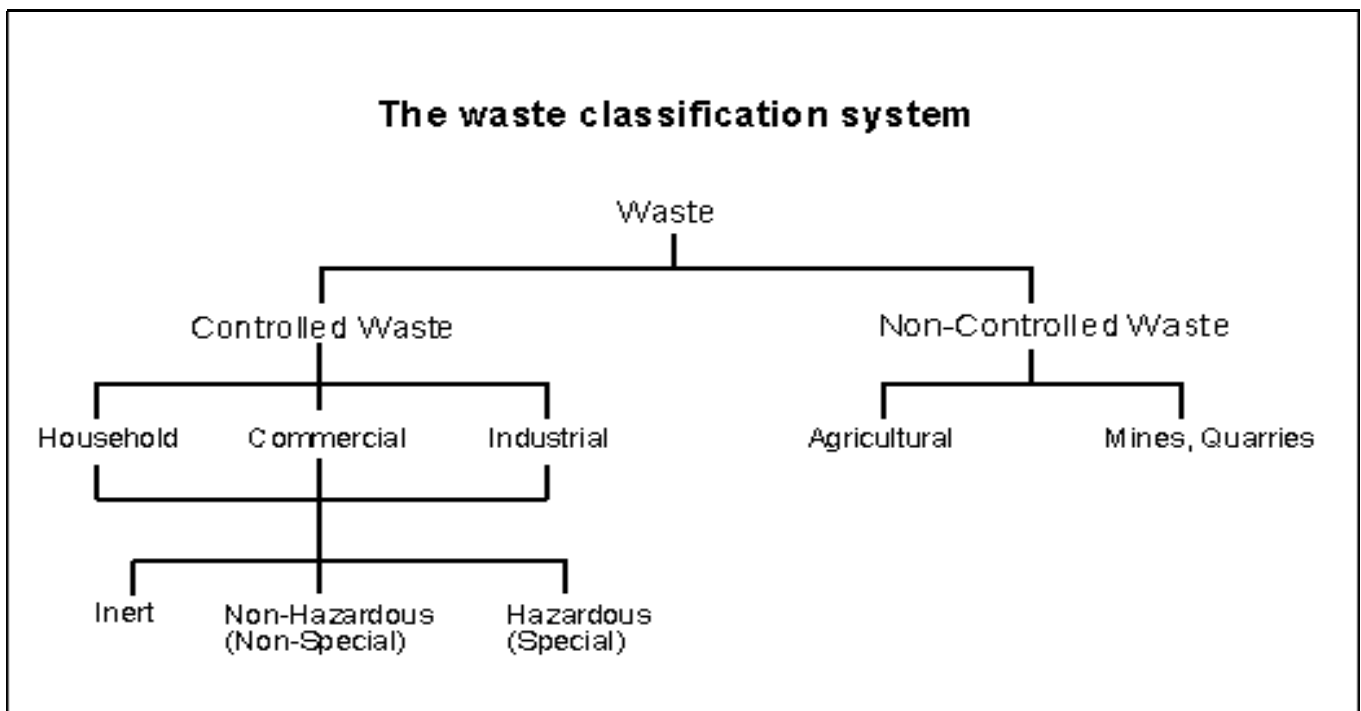 The waste classification system
Waste
Controlled Waste
Non-Controlled Waste
Household
Commercial
Industrial
Agricultural
Mines, Quarries
Inert
Non-Hazardous
(Non-Special)
Hazardous
(Special)